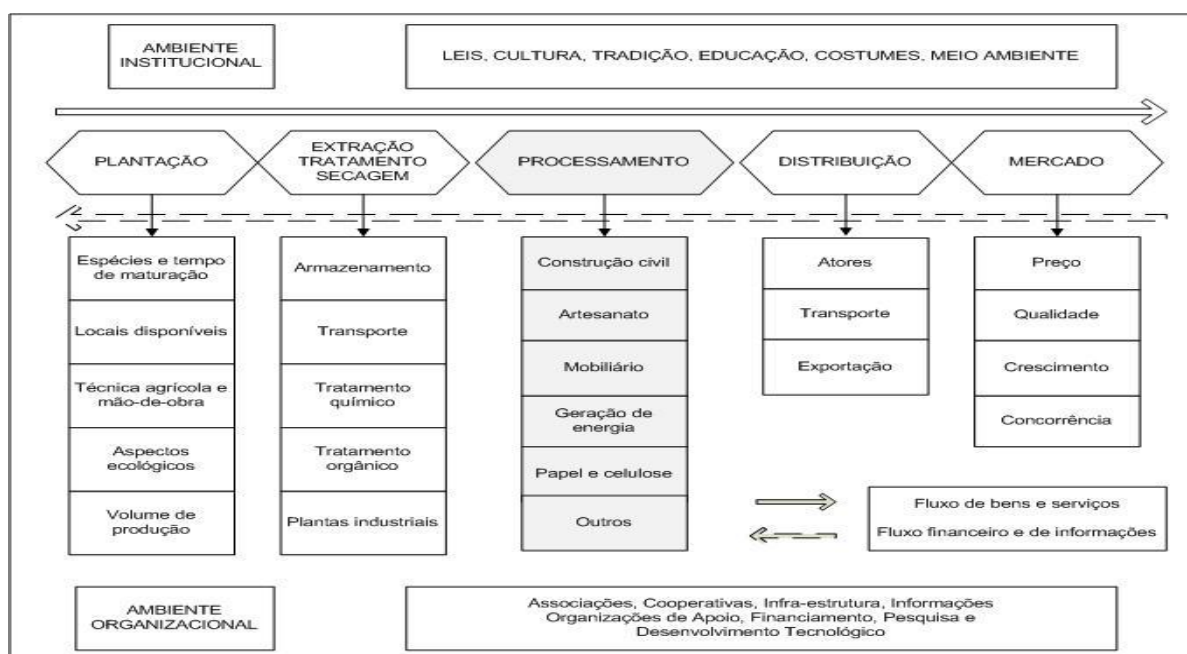 AMBIENTE
INSTITUCIONAL
LEIS, CULTURA, TRADIÇÃO, EDUCAÇÃO, COSTUMES, MEIO AMBIENTE
PLANTAÇÃO
EXTRAÇÃO
TRATAMENTO
SECAGEM
PROCESSAMENTO
DISTRIBUIÇÃO
MERCADO
Espécies e tempo
de maturação
Locais disponíveis
Técnica agrícola e
mão-de-obra
Aspectos
ecológicos
Volume de
produção
Armazenamento
Transporte
Tratamento
químico
Tratamento
orgânico
Plantas industriais
Construção civil
Artesanato
Mobiliário
Geração de
energia
Papel e celulose
Outros
Atores
Transporte
Exportação
Preço
Qualidade
Crescimento
Concorrência
Fluxo de bens e serviços
Fluxo financeiro e de informações
AMBIENTE
ORGANIZACIONAL
Associações, Cooperativas, Infra-estrutura, Informações
Organizações de Apoio, Financiamento, Pesquisa e
Desenvolvimento Tecnológico